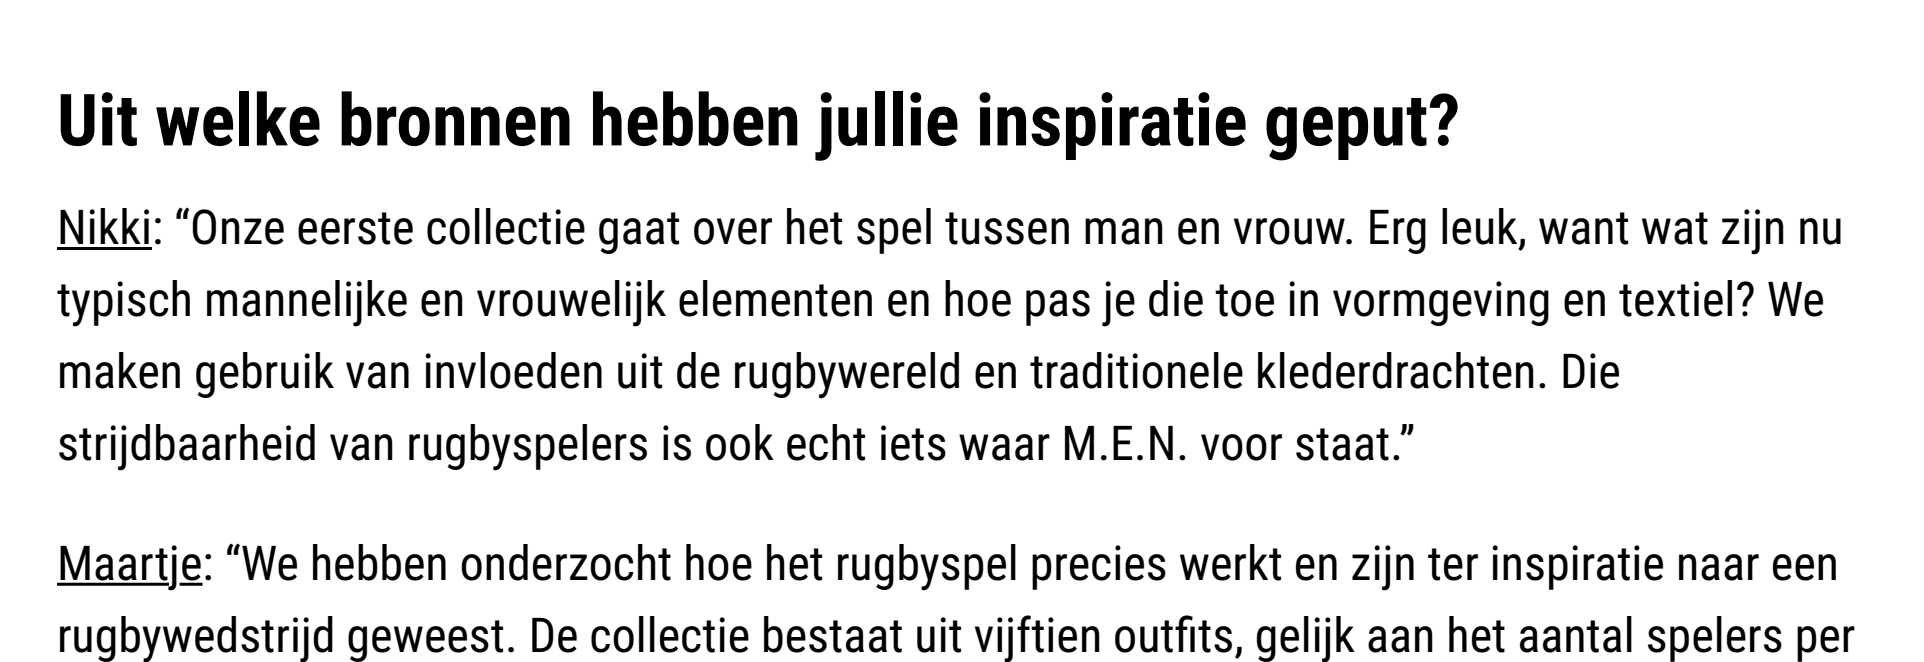 Uit welke bronnen hebben jullie inspiratie geput?
Nikki: “Onze eerste collectie gaat over het spel tussen man en vrouw. Erg leuk, want wat zijn nu
typisch mannelijke en vrouwelijk elementen en hoe pas je die toe in vormgeving en textiel? We
maken gebruik van invloeden uit de rugbywereld en traditionele klederdrachten. Die
strijdbaarheid van rugbyspelers is ook echt iets waar M.E.N. voor staat.”
Maartje: “We hebben onderzocht hoe het rugbyspel precies werkt en zijn ter inspiratie naar een
rugbywedstrijd geweest. De collectie bestaat uit vijftien outfits, gelijk aan het aantal spelers per